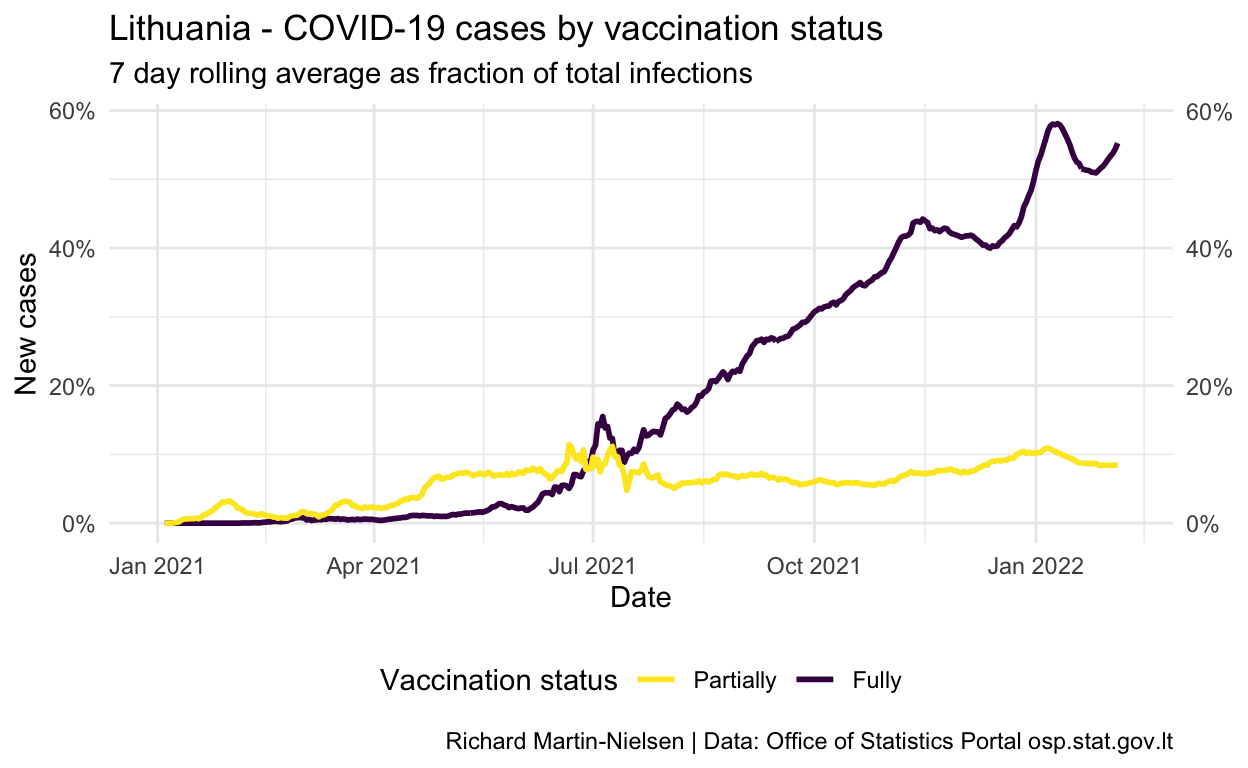 Lithuania - COVID-19 cases by vaccination status
7 day rolling average as fraction of total infections
60% 60%
40% 40%
20% 20%
0% 0%
New cases
Jan 2021 Apr 2021 Jul 2021 Oct 2021 Jan 2022
Date
Vaccination status Partially Fully
Richard Martin-Nielsen | Data: Office of Statistics Portal osp.stat.gov.lt